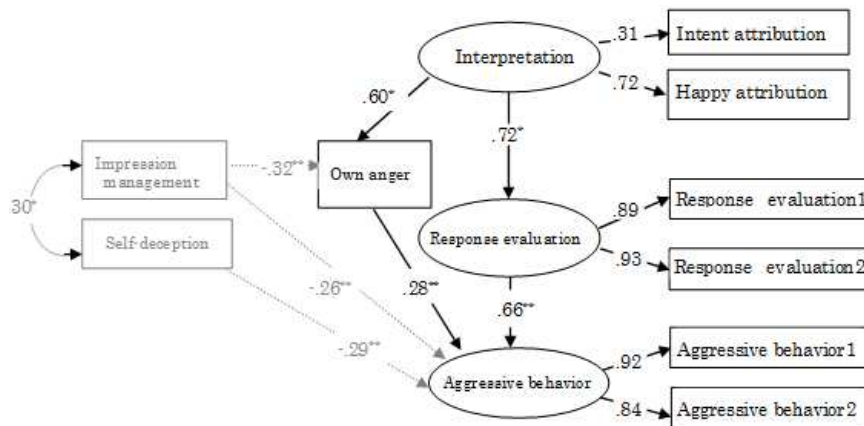 .31
Intent attribution
Interpretation
.72
Happy attribution
.60*
.72*
Impression
management
-.32**
Own anger
.30*
Self-deception
.89
Response evaluation1
Response evaluation
.93
Response evaluation2
-.26**
.28**
.66**
-.29**
.92
Aggressive behavior1
Aggressive behavior
.84
Aggressive behavior2